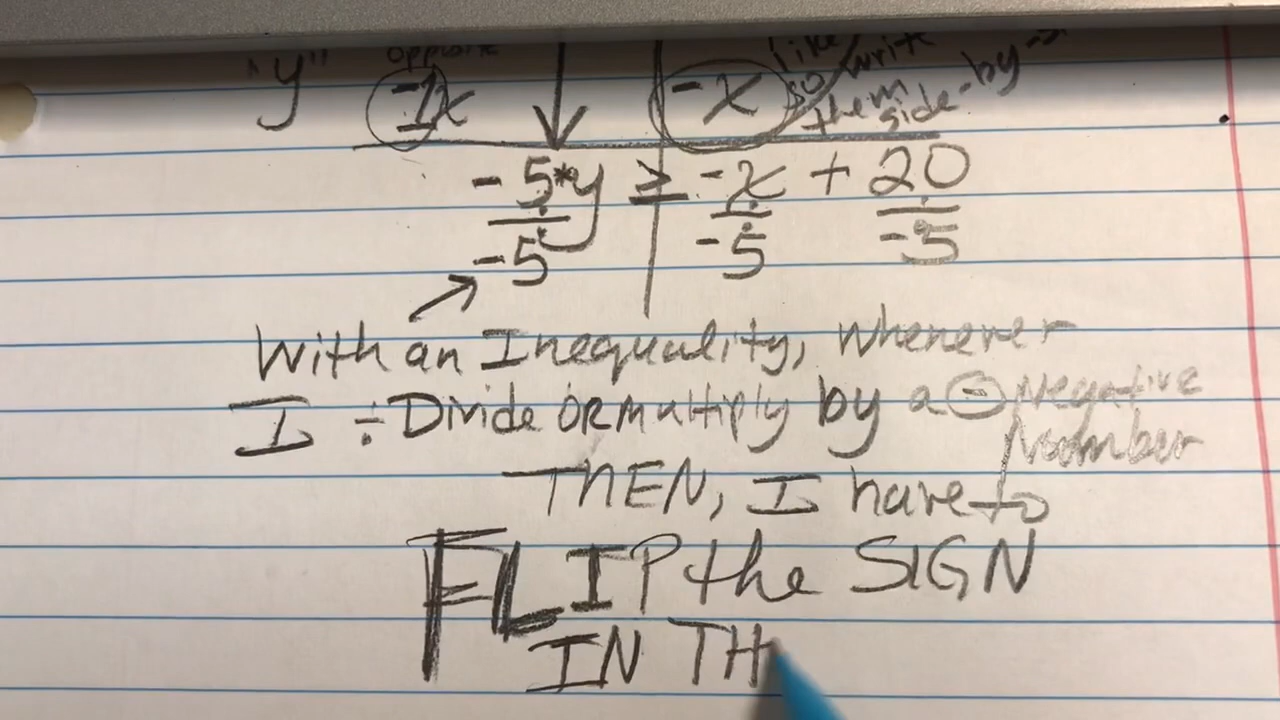 opposite like
"y" -1x -x so write
them side-by-si
-5*y ≥ -x + 20
-5 -5 -5
With an Inequality, Whenever
I ÷ Divide OR multiply by a ⊖ Negative
Number
THEN, I have to
FLIP the SIGN
IN TH